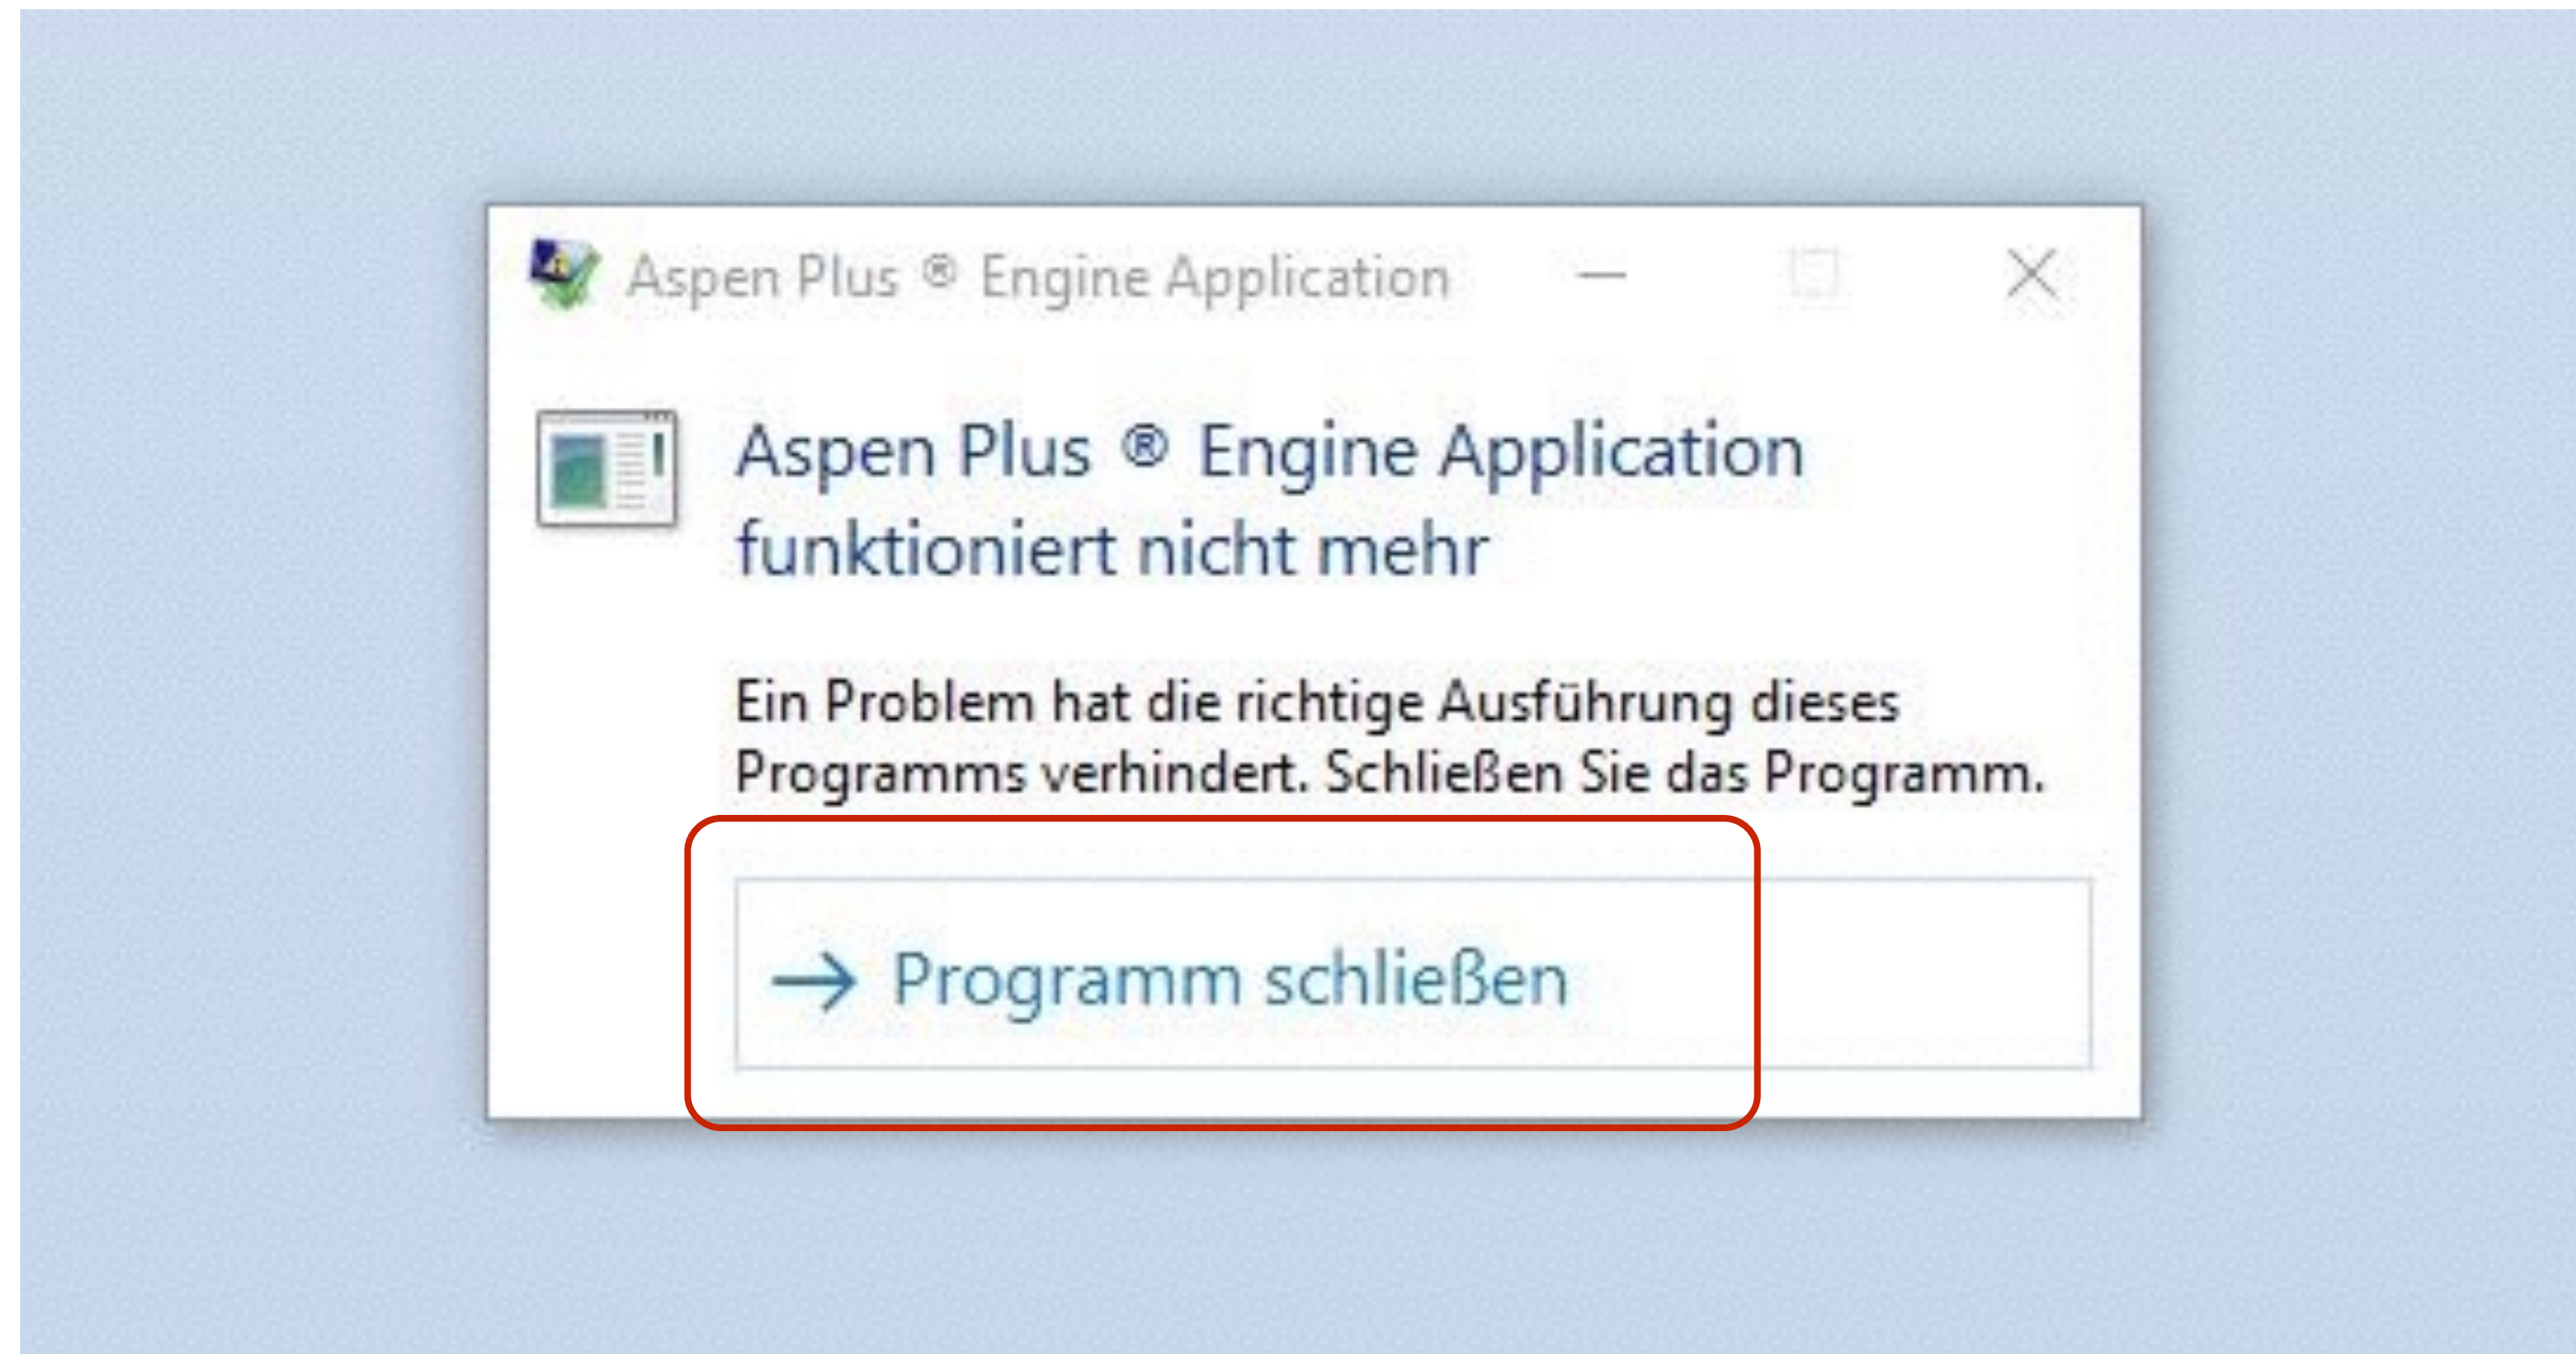 Aspen Plus ® Engine Application
Aspen Plus ® Engine Application
funktioniert nicht mehr
Ein Problem hat die richtige Ausführung dieses
Programms verhindert. Schließen Sie das Programm.
→ Programm schließen